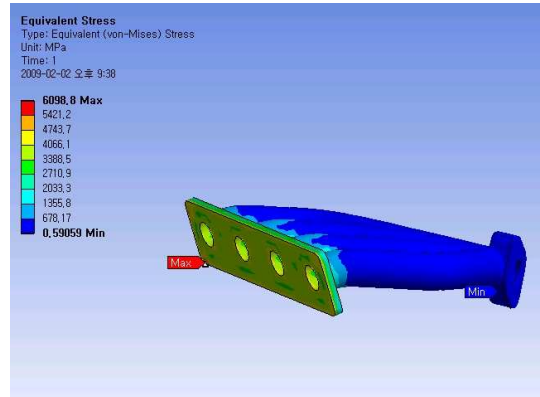 Equivalent Stress
Type: Equivalent (von-Mises) Stress
Unit: MPa
Time: 1
2009-02-02 오후 9:38
6098,8 Max
5421,2
4743,7
4066,1
3388,5
2710,9
2033,3
1355,8
678,17
0,59059 Min
Max
Min